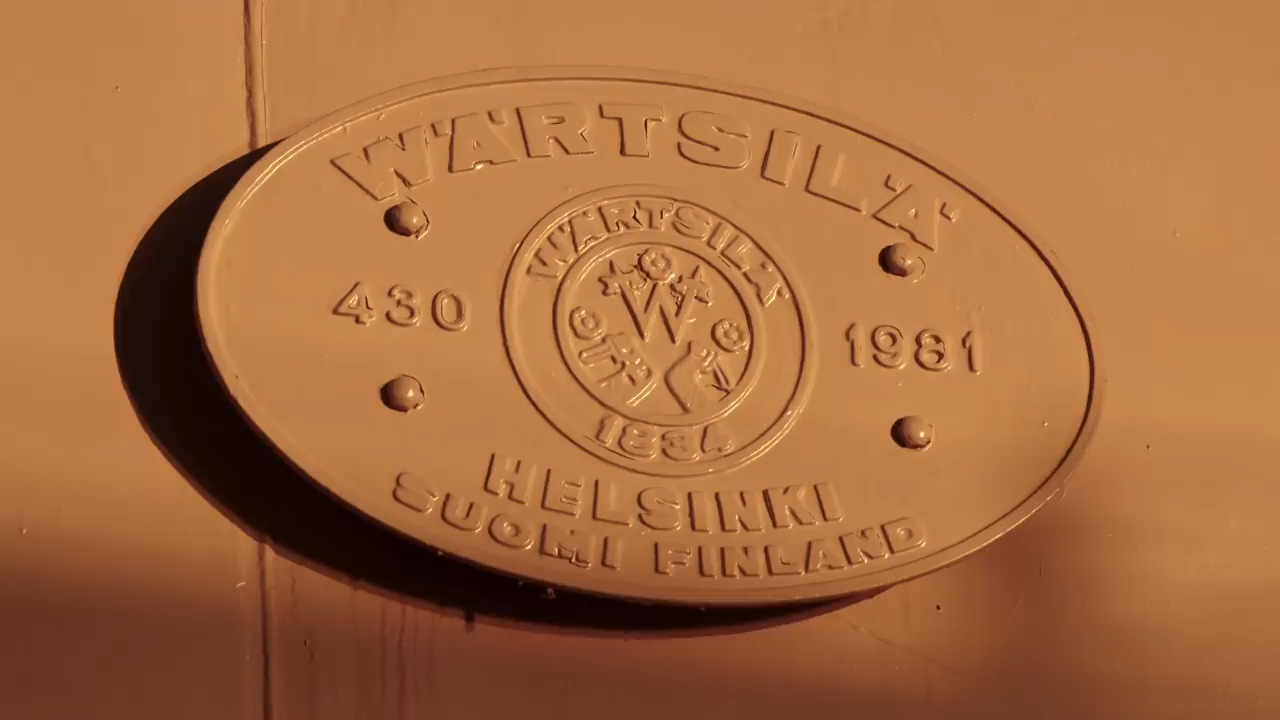 WÄRTSILÄ
WÄRTSILÄ
W
430
1981
1834
HELSINKI
SUOMI FINLAND